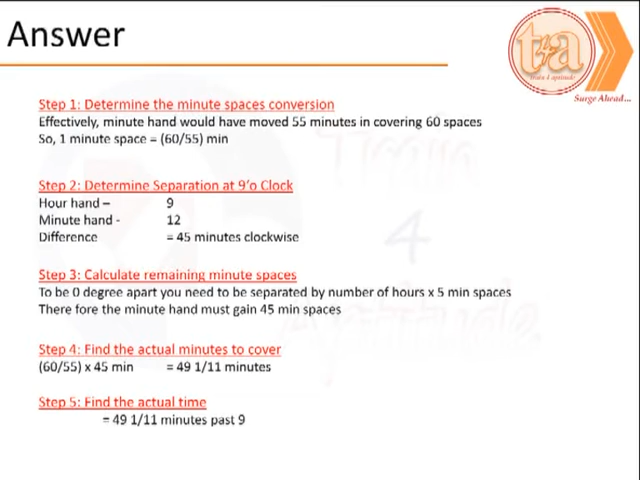 Answer
t4a
train 4 aptitude
Surge Ahead...
Step 1: Determine the minute spaces conversion
Effectively, minute hand would have moved 55 minutes in covering 60 spaces
So, 1 minute space = (60/55) min
Step 2: Determine Separation at 9'o Clock
Hour hand – 9
Minute hand - 12
Difference = 45 minutes clockwise
Step 3: Calculate remaining minute spaces
To be 0 degree apart you need to be separated by number of hours x 5 min spaces
There fore the minute hand must gain 45 min spaces
Step 4: Find the actual minutes to cover
(60/55) x 45 min = 49 1/11 minutes
Step 5: Find the actual time
= 49 1/11 minutes past 9
4